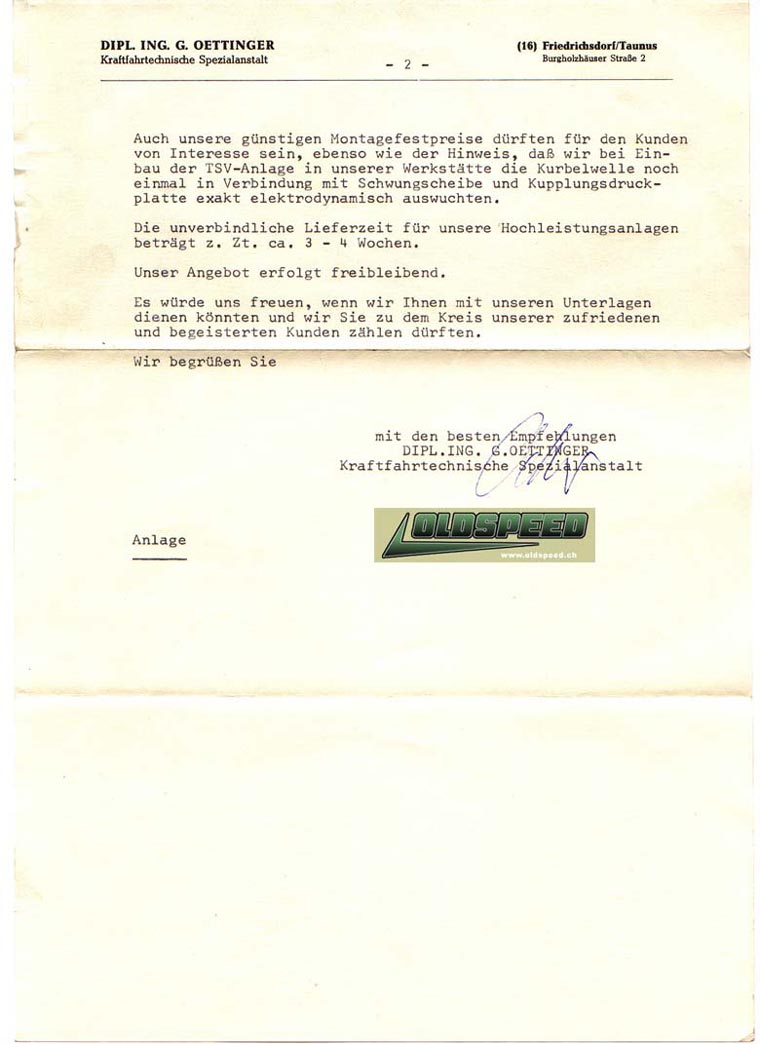 DIPL. ING. G. OETTINGER
Kraftfahrtechnische Spezialanstalt
- 2 -
(16) Friedrichsdorf/Taunus
Burgholzhäuser Straße 2
Auch unsere günstigen Montagefestpreise dürften für den Kunden
von Interesse sein, ebenso wie der Hinweis, daß wir bei Ein-
bau der TSV-Anlage in unserer Werkstätte die Kurbelwelle noch
einmal in Verbindung mit Schwungscheibe und Kupplungsdruck-
platte exakt elektrodynamisch auswuchten.
Die unverbindliche Lieferzeit für unsere Hochleistungsanlagen
beträgt z. Zt. ca. 3 - 4 Wochen.
Unser Angebot erfolgt freibleibend.
Es würde uns freuen, wenn wir Ihnen mit unseren Unterlagen
dienen könnten und wir Sie zu dem Kreis unserer zufriedenen
und begeisterten Kunden zählen dürften.
Wir begrüßen Sie
mit den besten Empfehlungen
DIPL.ING. G.OETTINGER
Kraftfahrtechnische Spezialanstalt
OLDSPEED
www.oldspeed.ch
Anlage